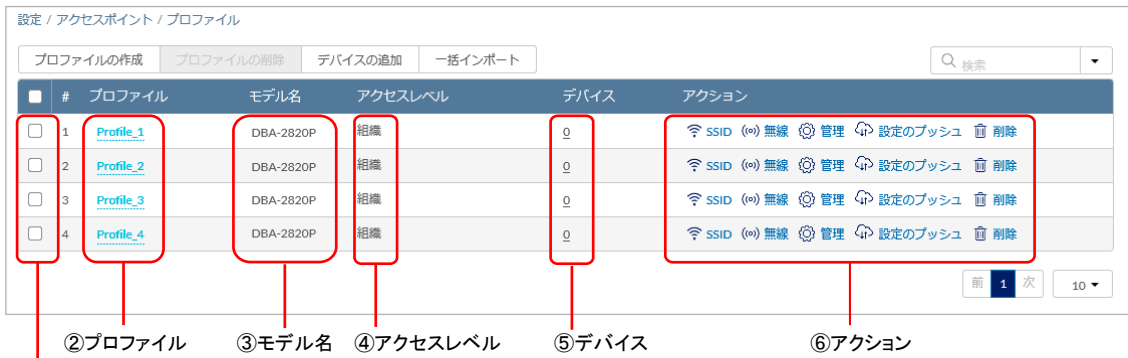 設定 / アクセスポイント / プロファイル
プロファイルの作成 プロファイルの削除 デバイスの追加 一括インポート 検索
# プロファイル モデル名 アクセスレベル デバイス アクション
1 Profile_1 DBA-2820P 組織 0 SSID 無線 管理 設定のプッシュ 削除
2 Profile_2 DBA-2820P 組織 0 SSID 無線 管理 設定のプッシュ 削除
3 Profile_3 DBA-2820P 組織 0 SSID 無線 管理 設定のプッシュ 削除
4 Profile_4 DBA-2820P 組織 0 SSID 無線 管理 設定のプッシュ 削除
前 1 次 10
②プロファイル ③モデル名 ④アクセスレベル ⑤デバイス ⑥アクション